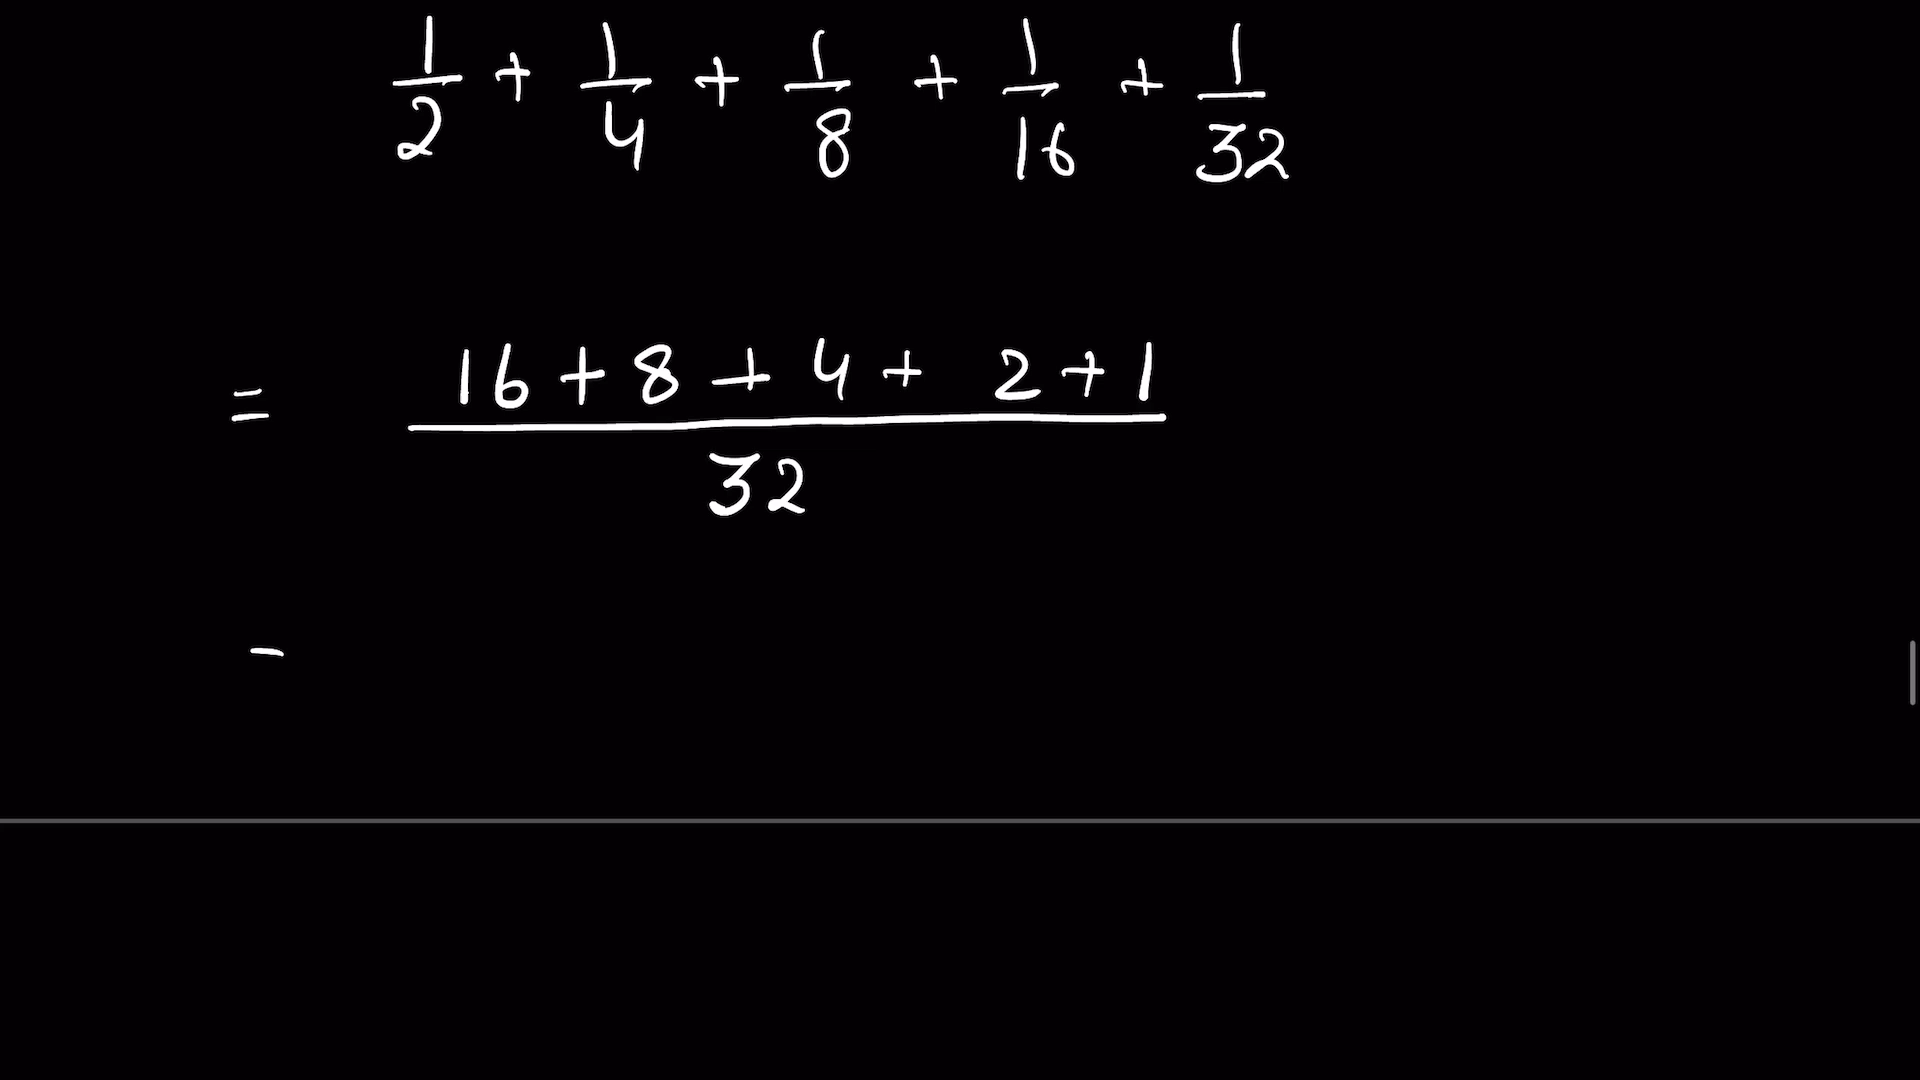 1/2 + 1/4 + 1/8 + 1/16 + 1/32
= (16 + 8 + 4 + 2 + 1)/32
-